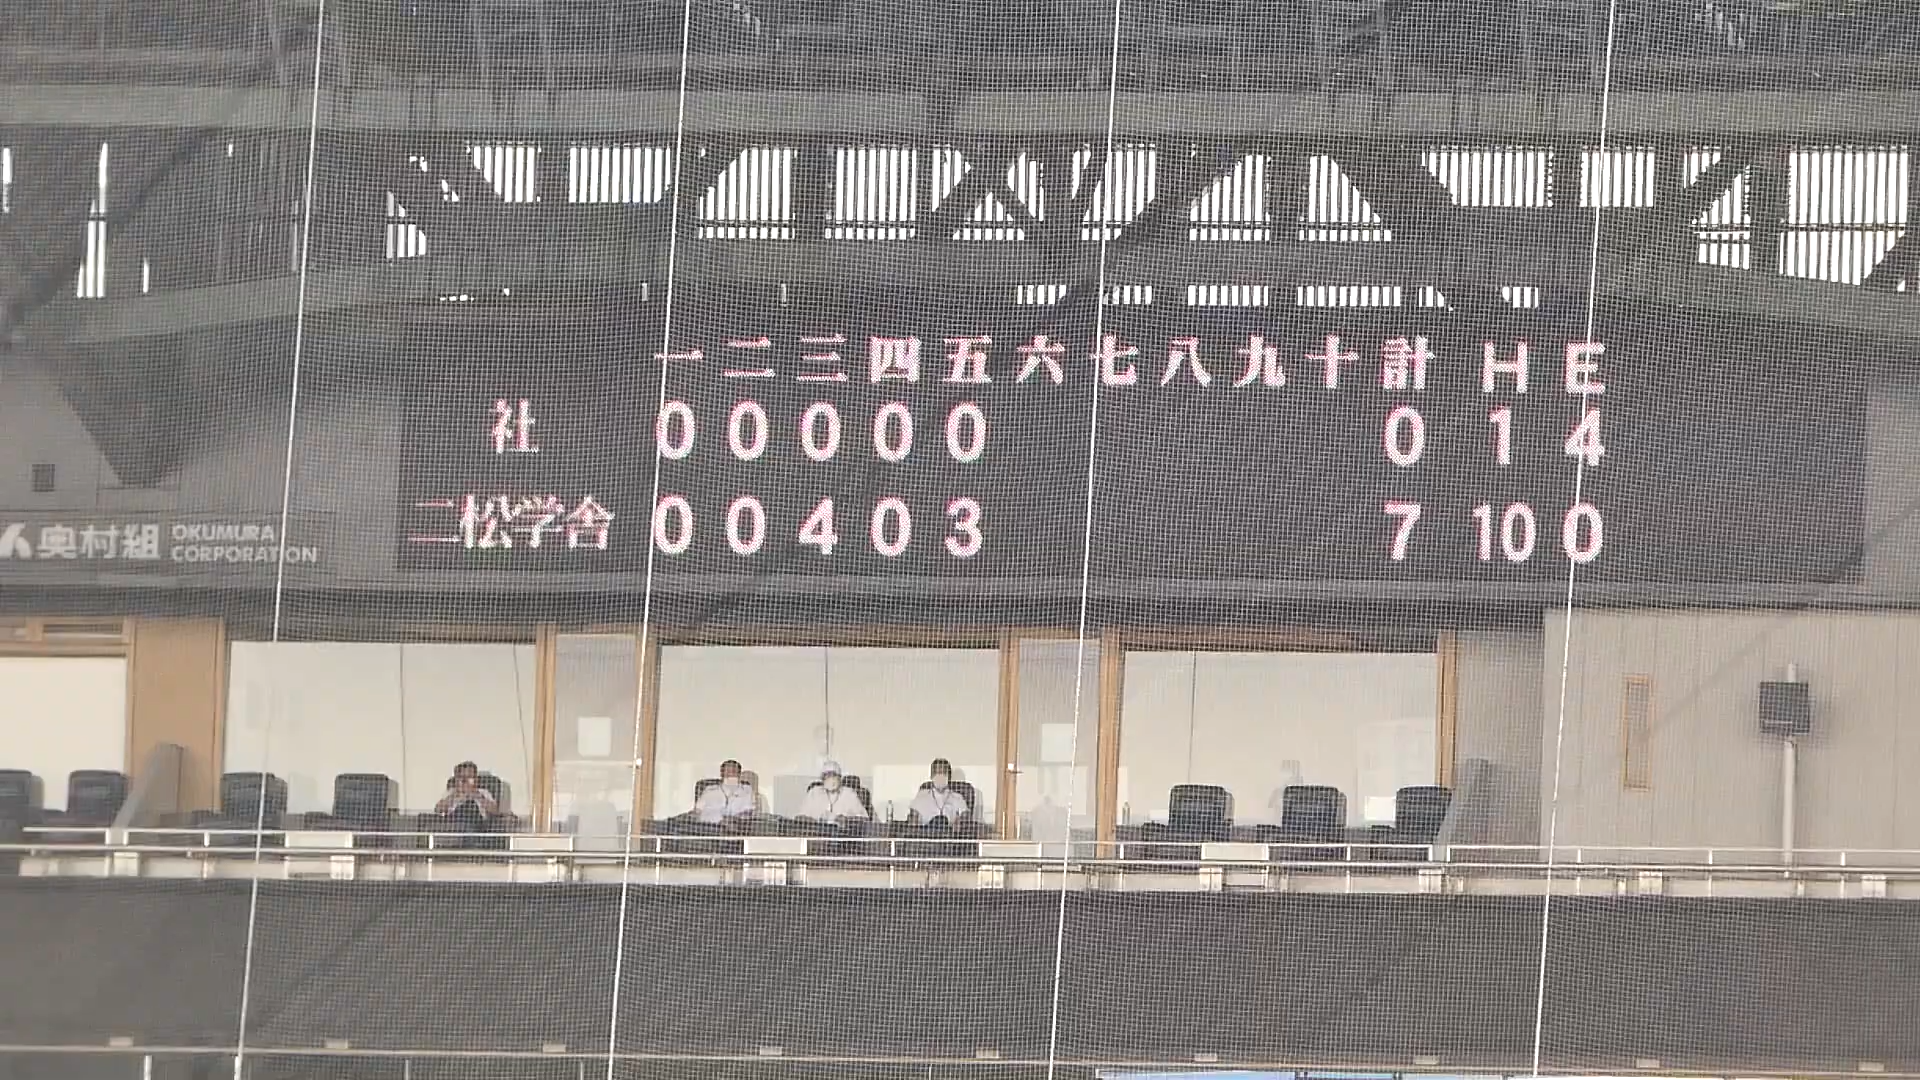 一 二 三 四 五 六 七 八 九 十 計 H E
社 0 0 0 0 0 0 1 4
二松学舎 0 0 4 0 3 7 10 0
奥村組 OKUMURA
CORPORATION